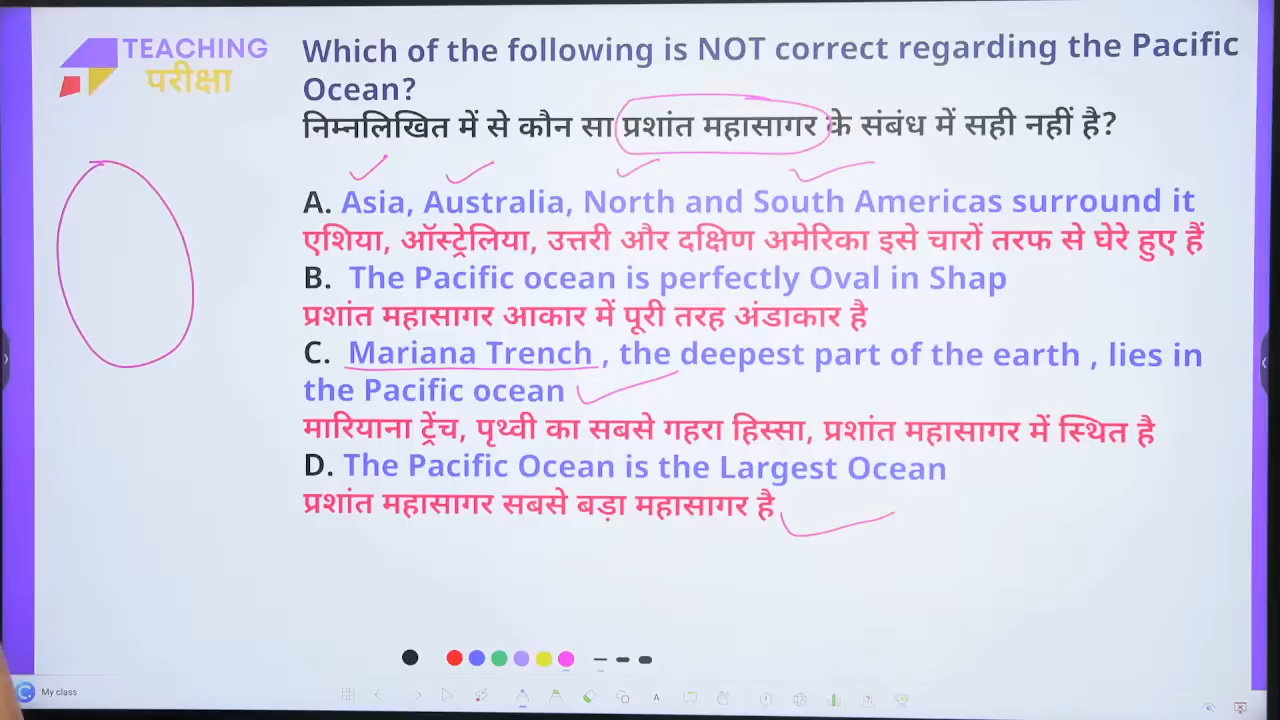 TEACHING
परीक्षा
Which of the following is NOT correct regarding the Pacific
Ocean?
निम्नलिखित में से कौन सा प्रशांत महासागर के संबंध में सही नहीं है?
A. Asia, Australia, North and South Americas surround it
एशिया, ऑस्ट्रेलिया, उत्तरी और दक्षिण अमेरिका इसे चारों तरफ से घेरे हुए हैं
B. The Pacific ocean is perfectly Oval in Shap
प्रशांत महासागर आकार में पूरी तरह अंडाकार है
C. Mariana Trench , the deepest part of the earth , lies in
the Pacific ocean
मारियाना ट्रेंच, पृथ्वी का सबसे गहरा हिस्सा, प्रशांत महासागर में स्थित है
D. The Pacific Ocean is the Largest Ocean
प्रशांत महासागर सबसे बड़ा महासागर है
My class